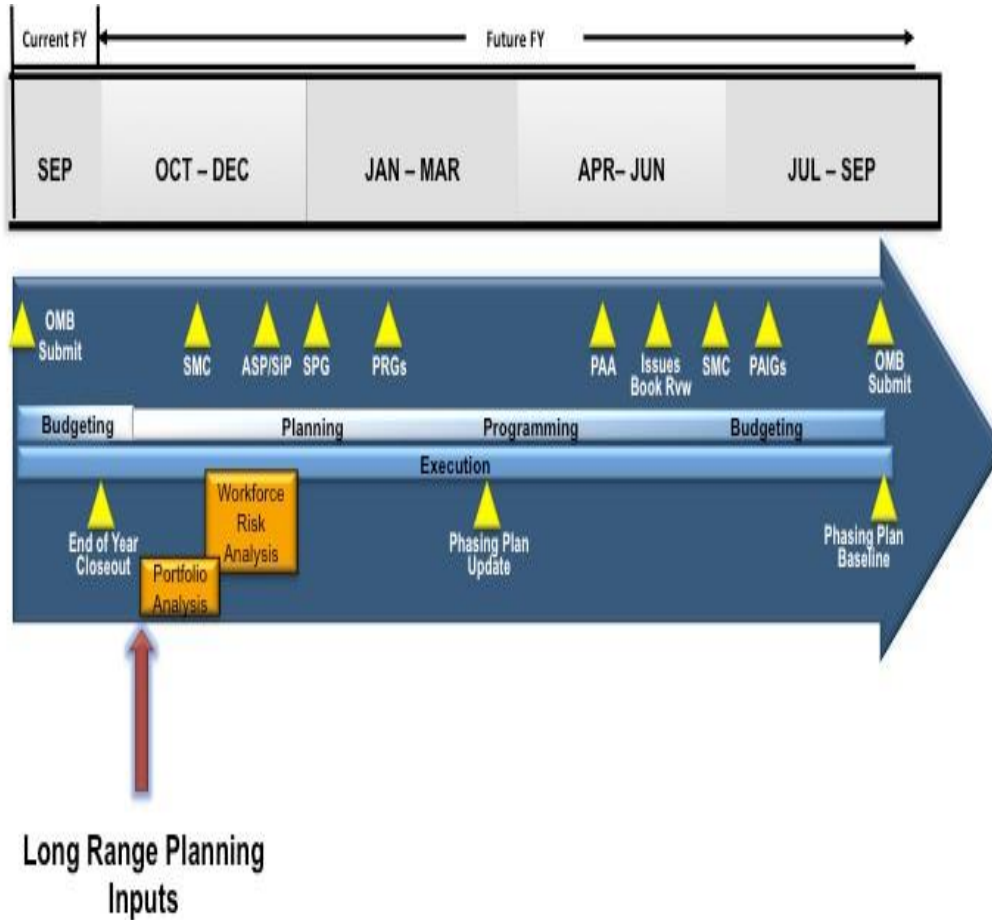 Current FY
Future FY
SEP
OCT – DEC
JAN – MAR
APR– JUN
JUL – SEP
OMB
Submit
SMC
ASP/SiP
SPG
PRGs
PAA
Issues
Book Rvw
SMC
PAIGs
OMB
Submit
Budgeting
Planning
Programming
Budgeting
Execution
End of Year
Closeout
Portfolio
Analysis
Workforce
Risk
Analysis
Phasing Plan
Update
Phasing Plan
Baseline
Long Range Planning
Inputs